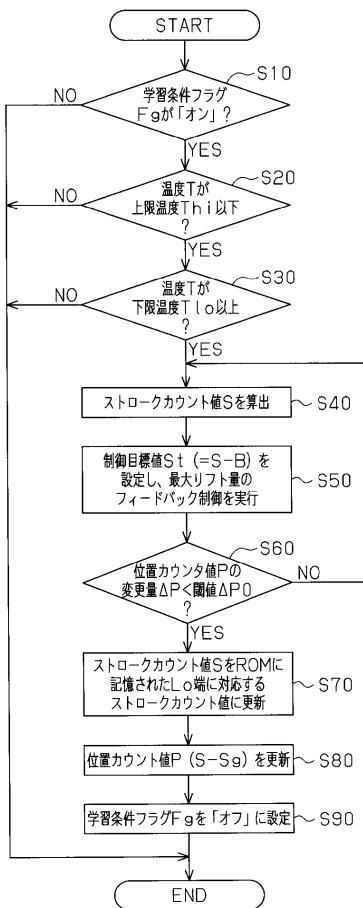 START
S10
学習条件フラグ
Fgが「オン」?
NO
YES
S20
温度Tが
上限温度Thi以下
?
NO
YES
S30
温度Tが
下限温度Tlo以上
?
NO
YES
ストロークカウント値Sを算出
S40
制御目標値St (=S-B) を
設定し、最大リフト量の
フィードバック制御を実行
S50
S60
位置カウンタ値Pの
変更量ΔP<閾値ΔP0
?
NO
YES
ストロークカウント値SをROMに
記憶されたLo端に対応する
ストロークカウント値に更新
S70
位置カウント値P (S-Sg) を更新
S80
学習条件フラグFgを「オフ」に設定
S90
END